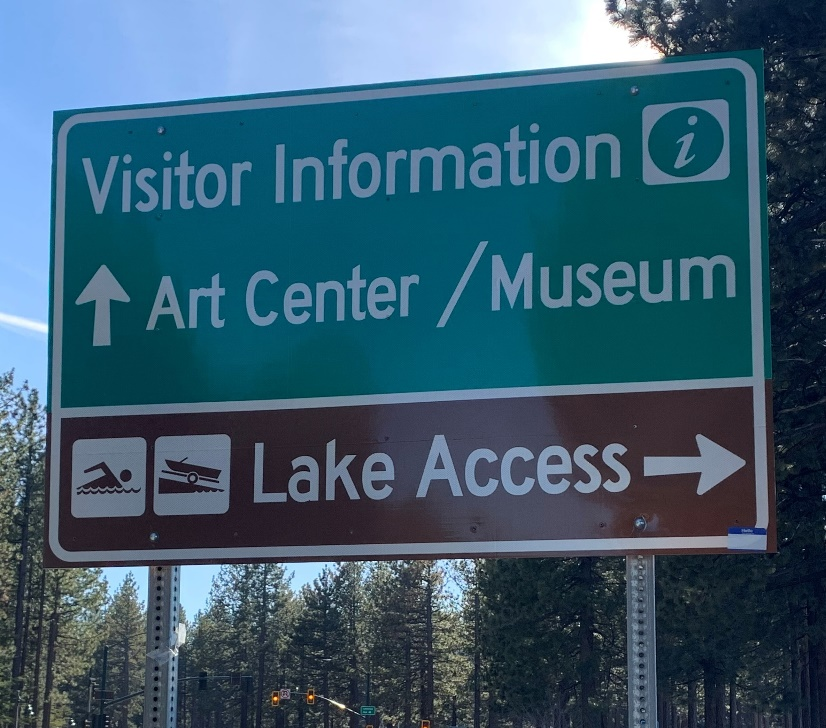 Visitor Information i
Art Center / Museum
Lake Access